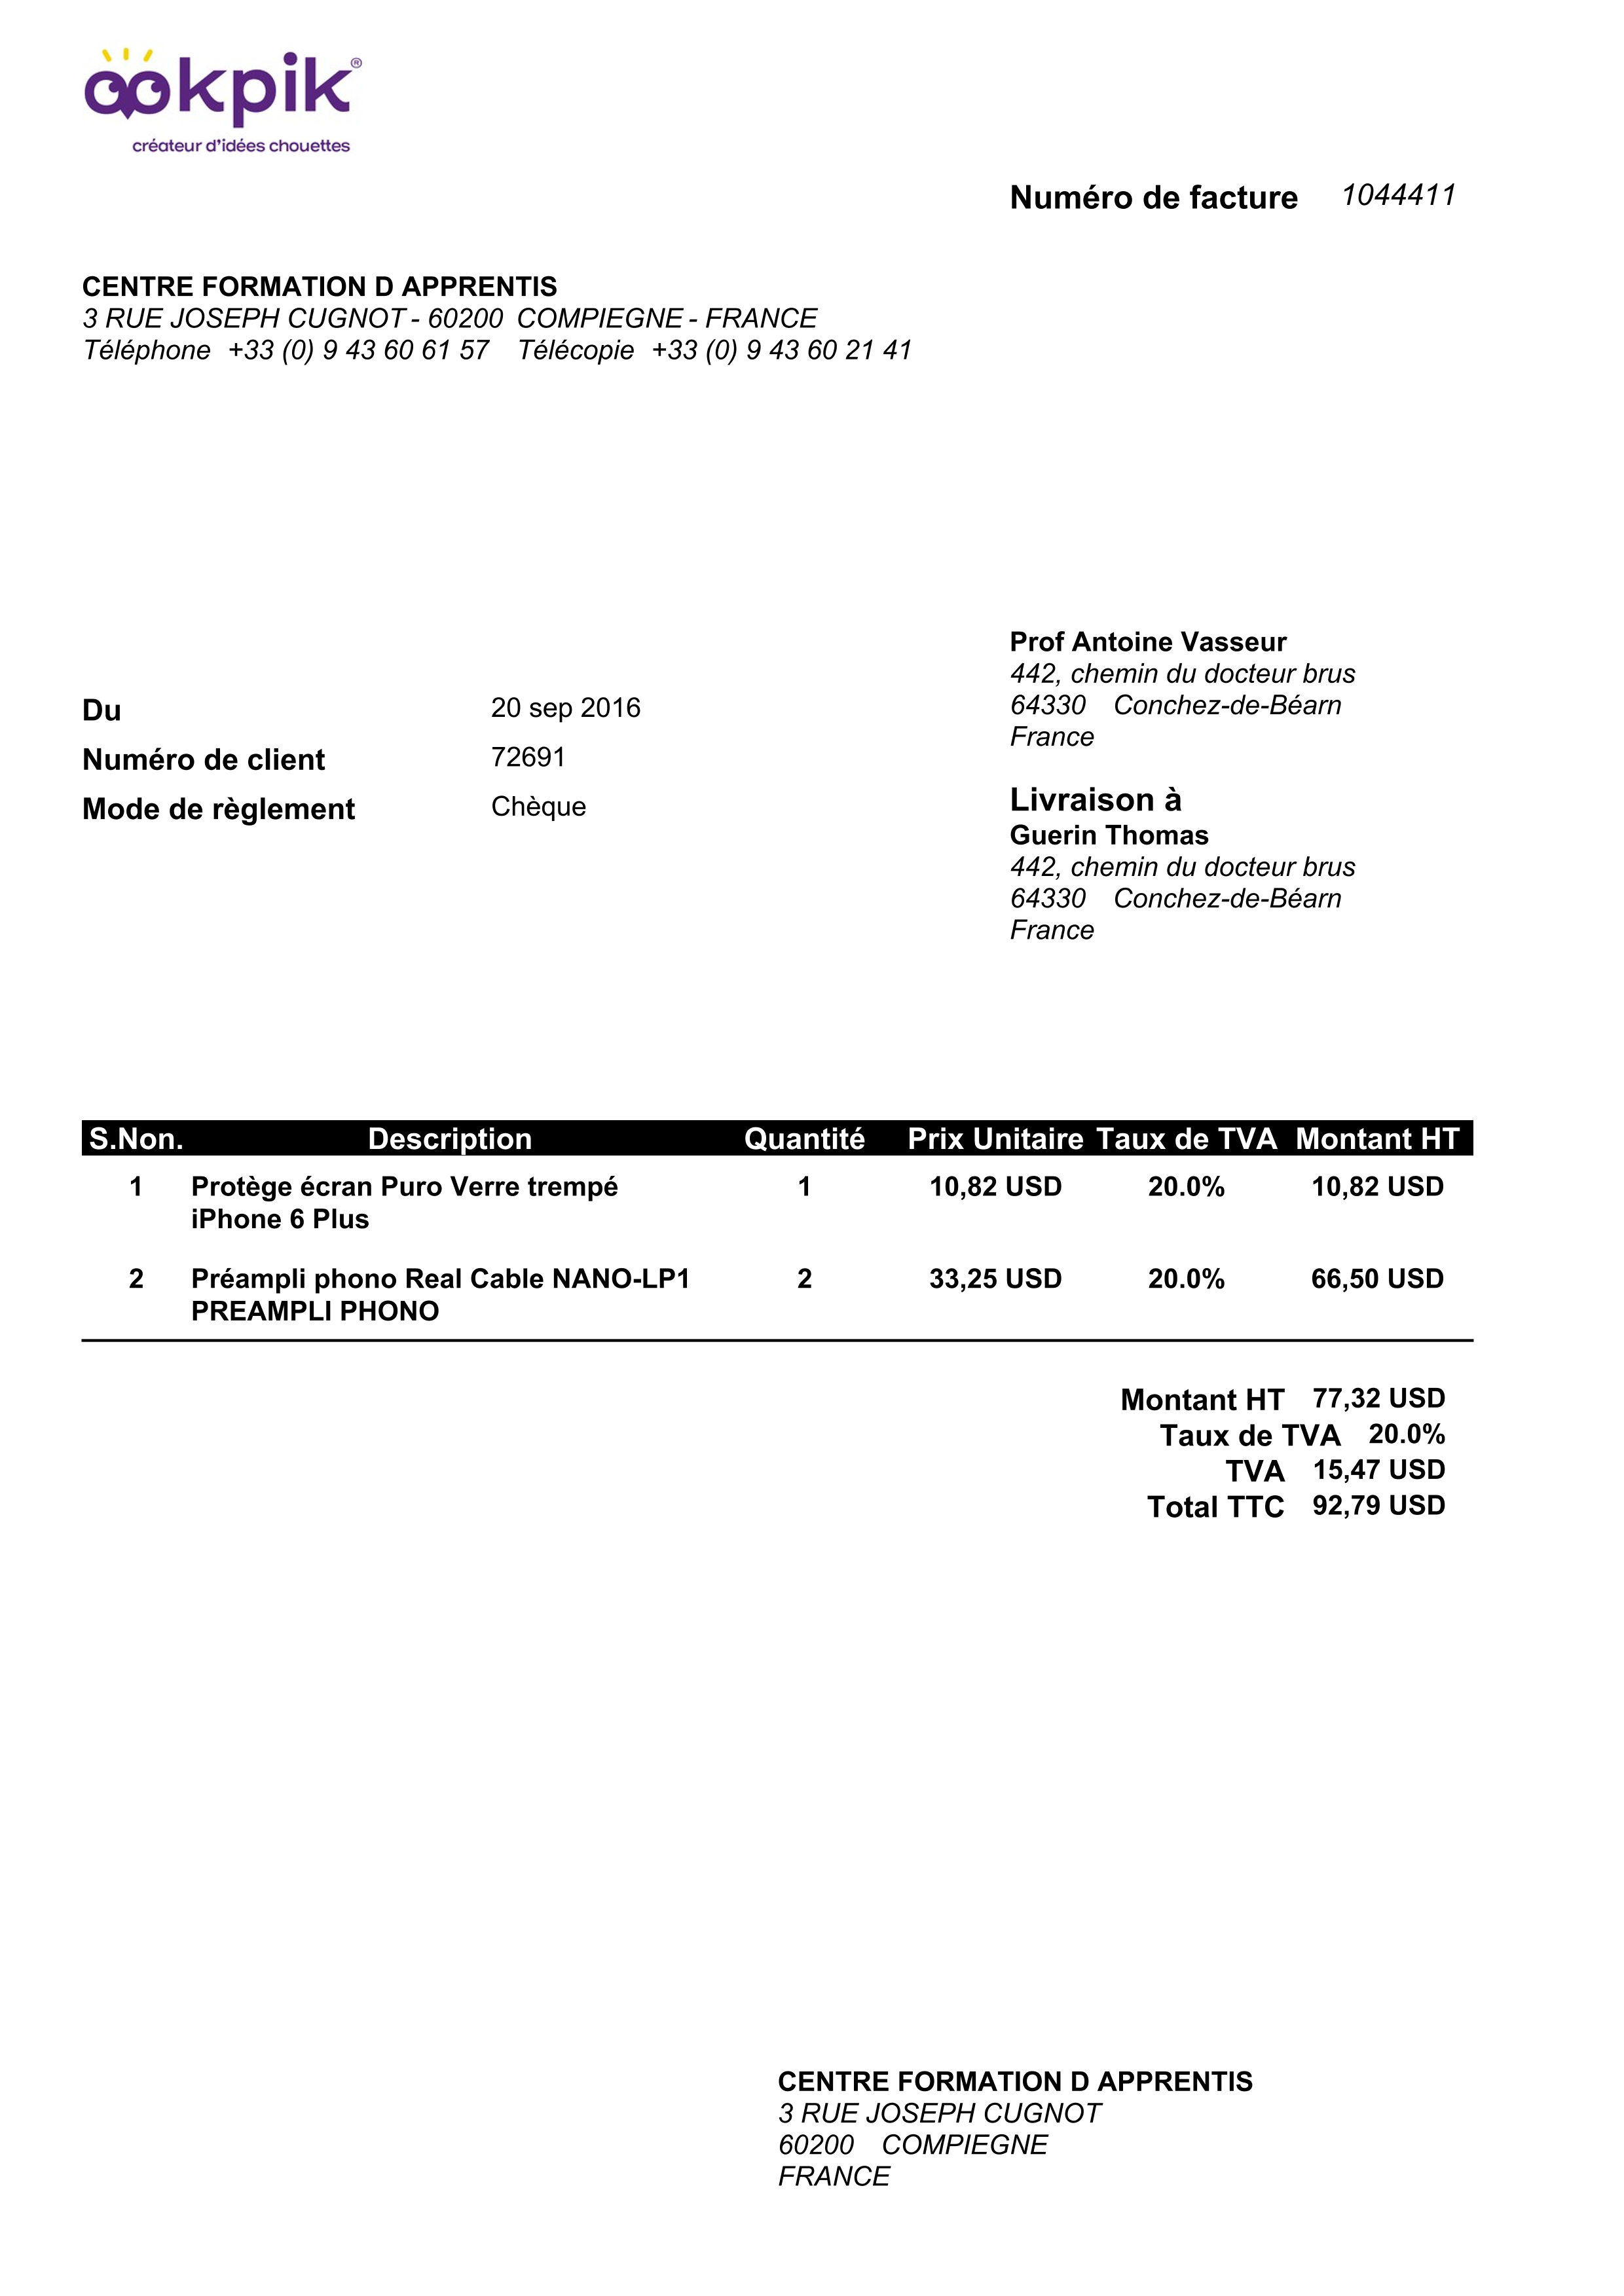 ookpik®
créateur d'idées chouettes
Numéro de facture 1044411
CENTRE FORMATION D APPRENTIS
3 RUE JOSEPH CUGNOT - 60200 COMPIEGNE - FRANCE
Téléphone +33 (0) 9 43 60 61 57 Télécopie +33 (0) 9 43 60 21 41
Prof Antoine Vasseur
442, chemin du docteur brus
64330 Conchez-de-Béarn
France
Du 20 sep 2016
Numéro de client 72691
Mode de règlement Chèque
Livraison à
Guerin Thomas
442, chemin du docteur brus
64330 Conchez-de-Béarn
France
S.Non. Description Quantité Prix Unitaire Taux de TVA Montant HT
1 Protège écran Puro Verre trempé 1 10,82 USD 20.0% 10,82 USD
iPhone 6 Plus
2 Préampli phono Real Cable NANO-LP1 2 33,25 USD 20.0% 66,50 USD
PREAMPLI PHONO
Montant HT 77,32 USD
Taux de TVA 20.0%
TVA 15,47 USD
Total TTC 92,79 USD
CENTRE FORMATION D APPRENTIS
3 RUE JOSEPH CUGNOT
60200 COMPIEGNE
FRANCE